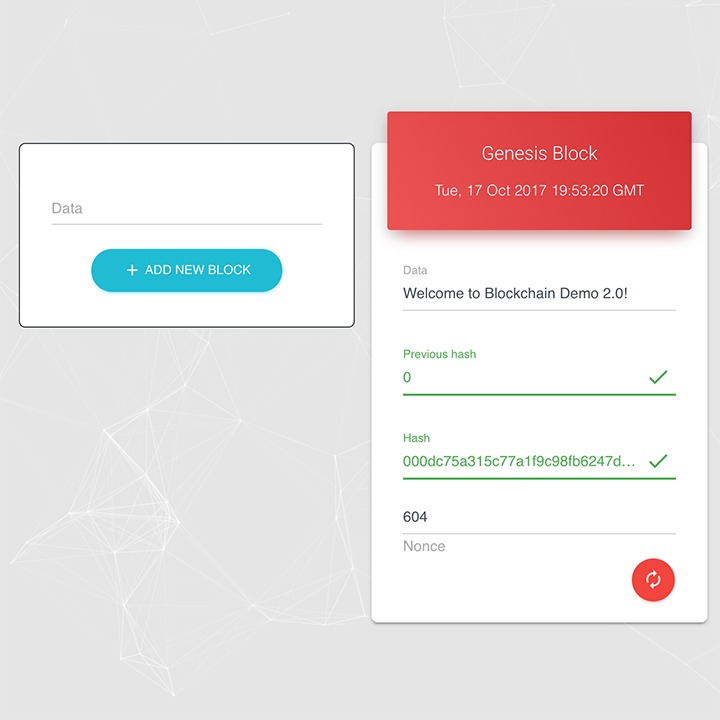 Data
+ ADD NEW BLOCK
Genesis Block
Tue, 17 Oct 2017 19:53:20 GMT
Data
Welcome to Blockchain Demo 2.0!
Previous hash
0
Hash
000dc75a315c77a1f9c98fb6247d...
604
Nonce